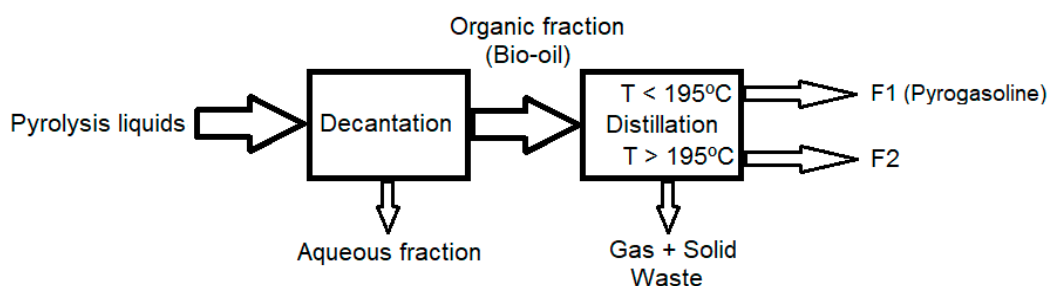 Organic fraction
(Bio-oil)
Pyrolysis liquids
Decantation
T < 195ºC
Distillation
T > 195ºC
F1 (Pyrogasoline)
F2
Aqueous fraction
Gas + Solid
Waste